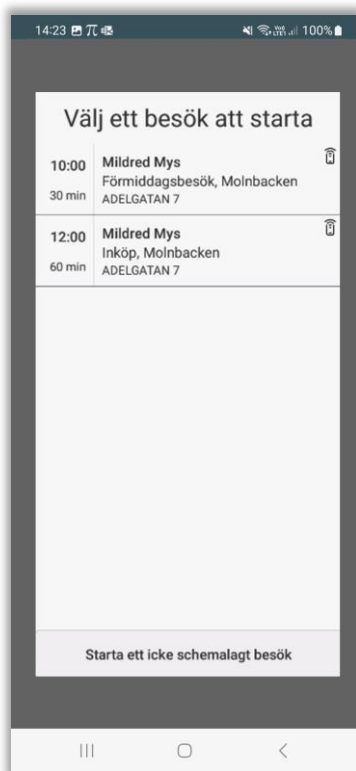 14:23 100%
Välj ett besök att starta
10:00 Mildred Mys
Förmiddagsbesök, Molnbacken
30 min ADELGATAN 7
12:00 Mildred Mys
Inköp, Molnbacken
60 min ADELGATAN 7
Starta ett icke schemalagt besök